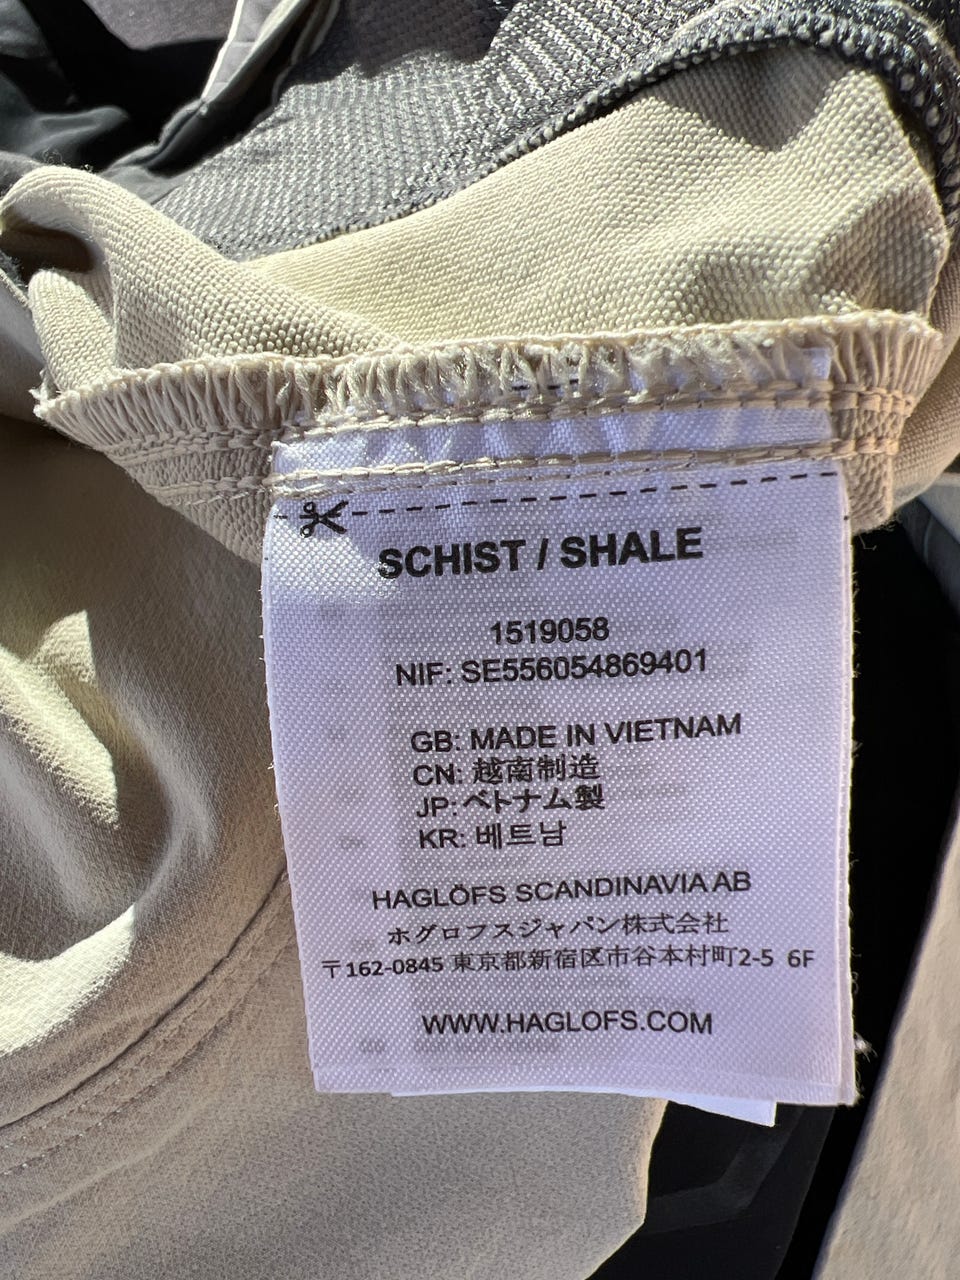 SCHIST / SHALE
1519058
NIF: SE556054869401
GB: MADE IN VIETNAM
CN: 越南制造
JP: ベトナム製
KR: 베트남
HAGLÖFS SCANDINAVIA AB
ホグロフスジャパン株式会社
〒162-0845 東京都新宿区市谷本村町2-5 6F
WWW.HAGLOFS.COM